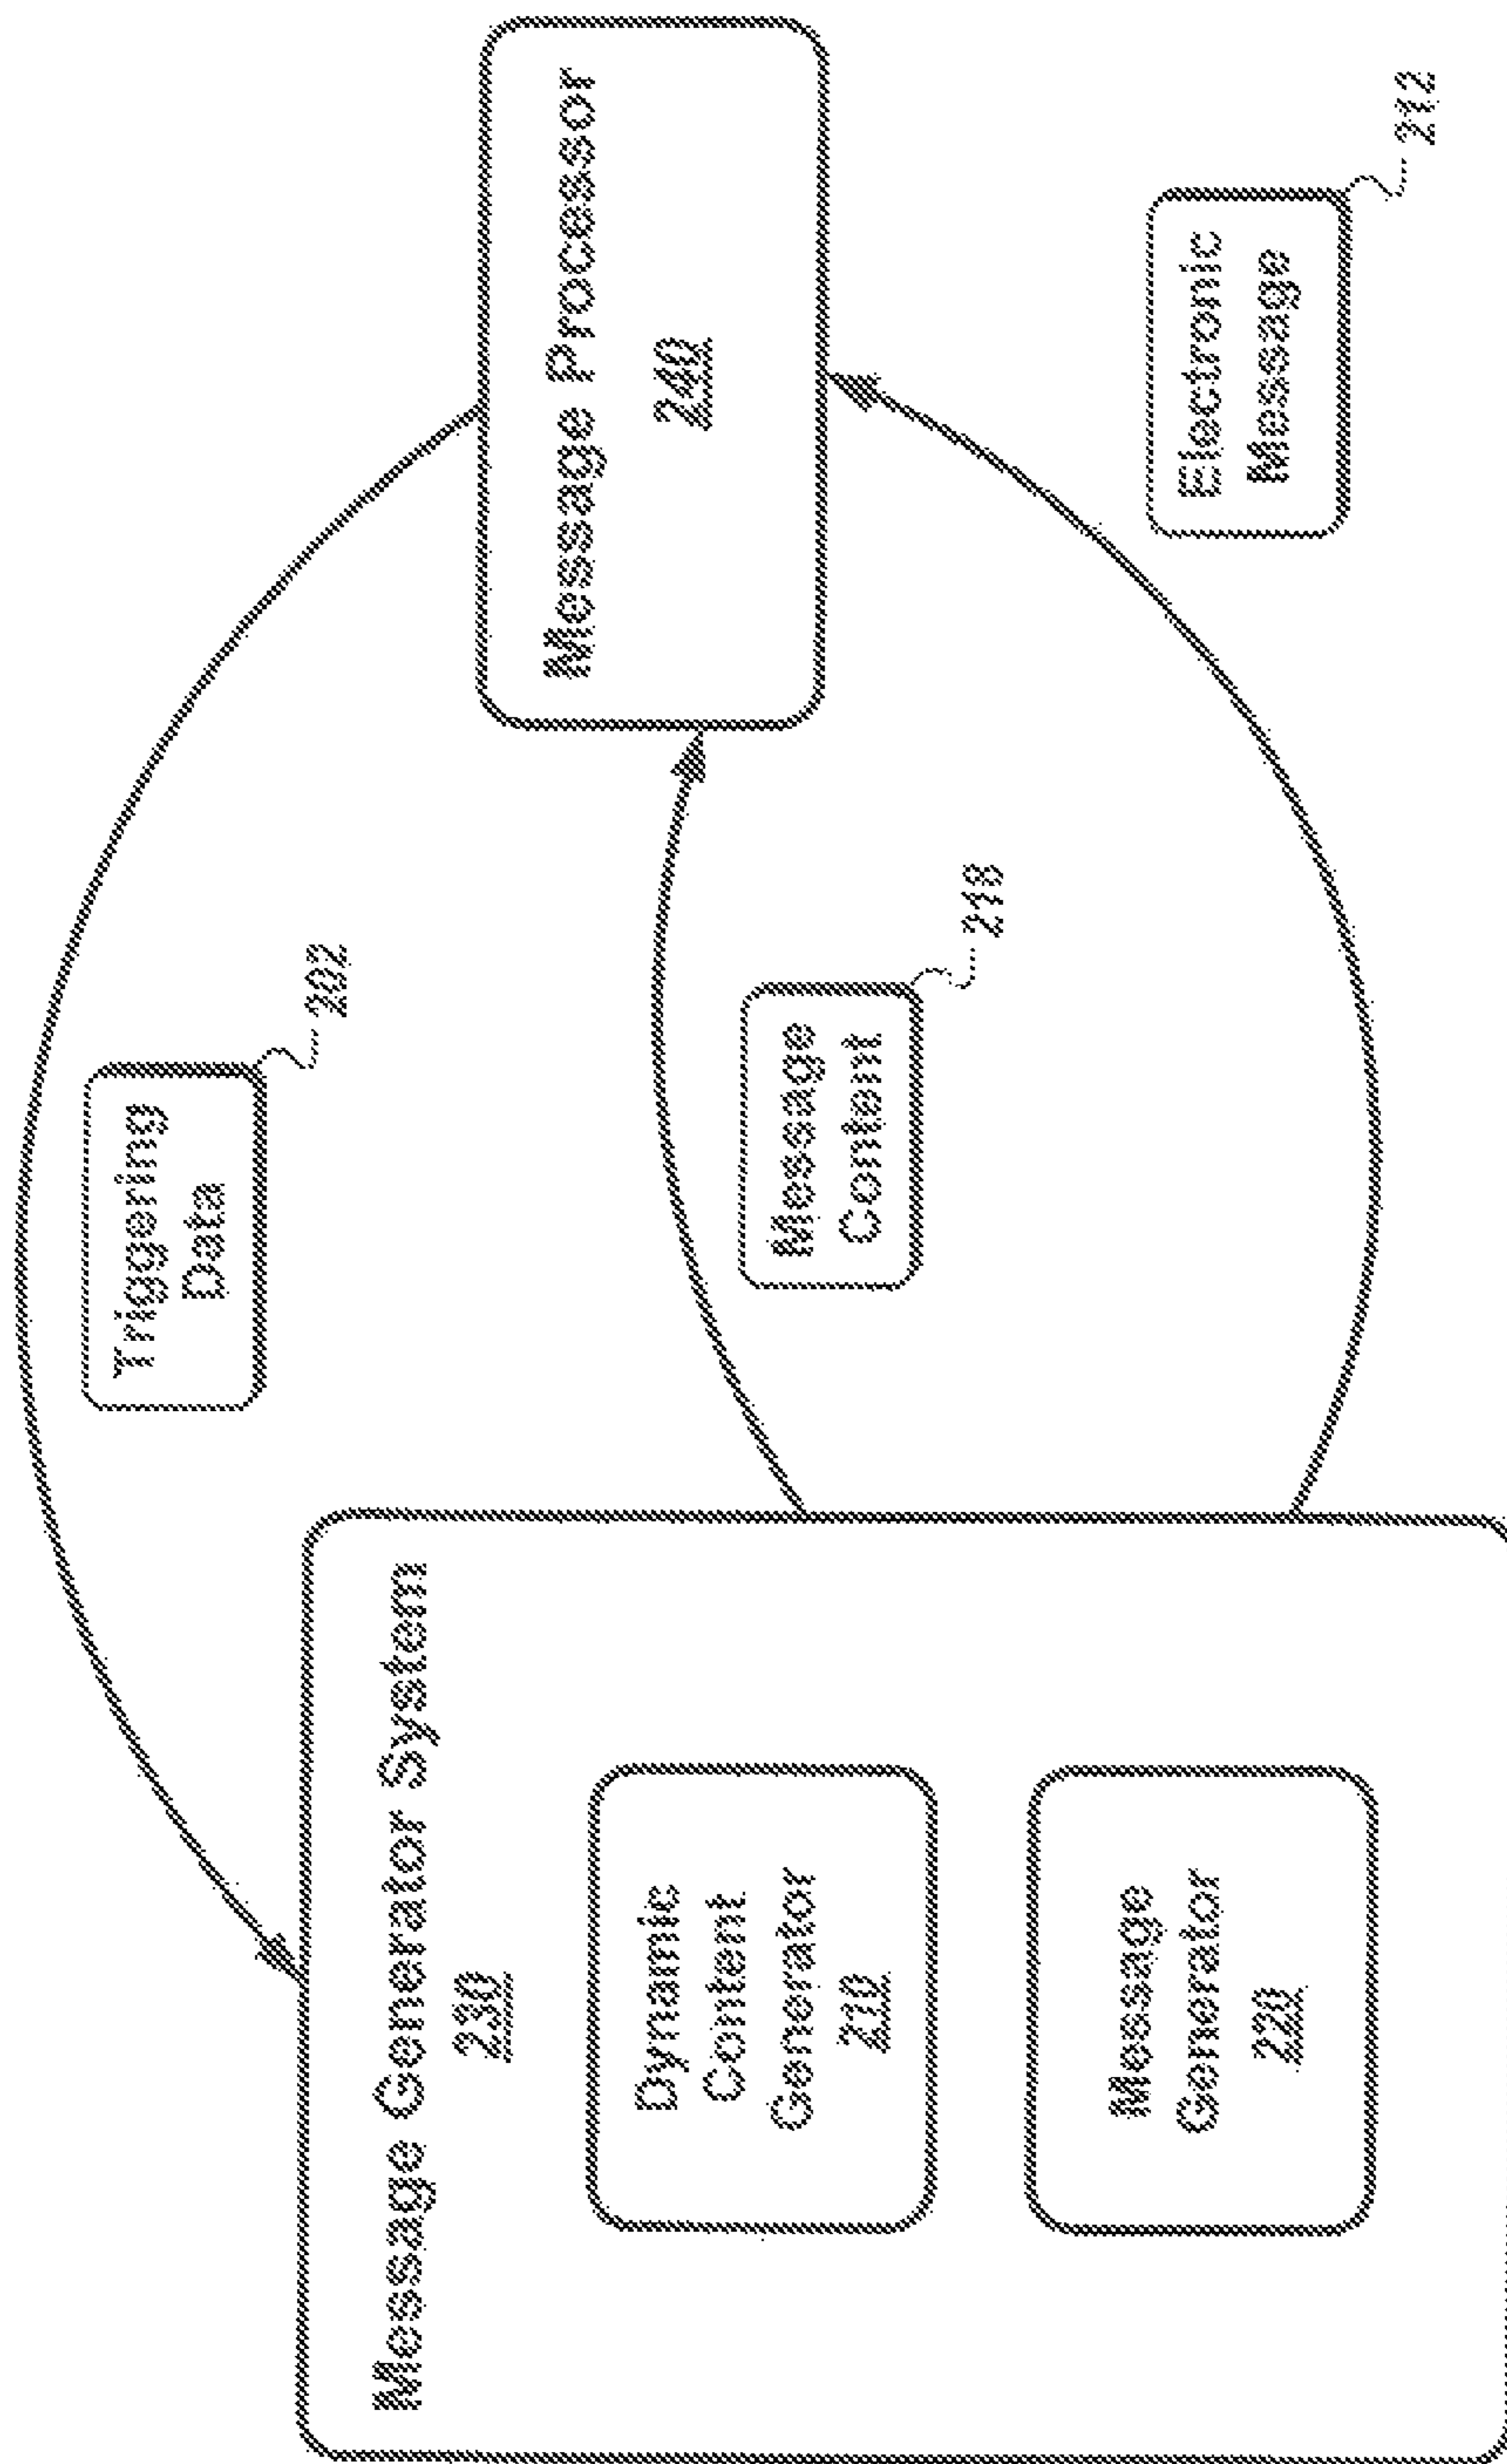 Triggering
Data
202
Message Generator System
230
Dynamic
Content
Generator
210
Message
Generator
220
Message
Content
218
Message Processor
240
Electronic
Message
212